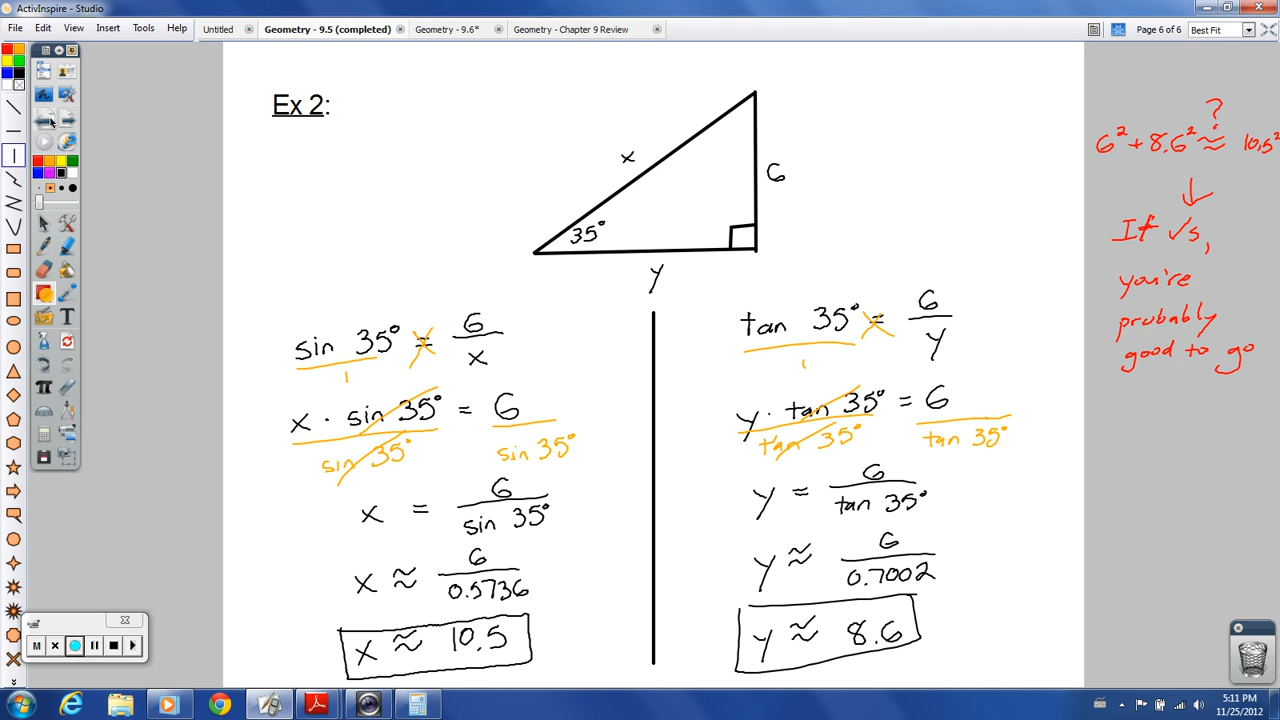 ActivInspire - Studio
File Edit View Insert Tools Help
Untitled
Geometry - 9.5 (completed)
Geometry - 9.6*
Geometry - Chapter 9 Review
Page 6 of 6
Best Fit
Ex 2:
x
6
35°
y
sin 35° = 6/x
1
x · sin 35° = 6
sin 35° sin 35°
x = 6/sin 35°
x ≈ 6/0.5736
x ≈ 10.5
tan 35° = 6/y
1
y · tan 35° = 6
tan 35° tan 35°
y = 6/tan 35°
y ≈ 6/0.7002
y ≈ 8.6
?
6² + 8.6² ≈ 10.5²
↓
If ✓s,
you're
probably
good to go
M
5:11 PM
11/25/2012